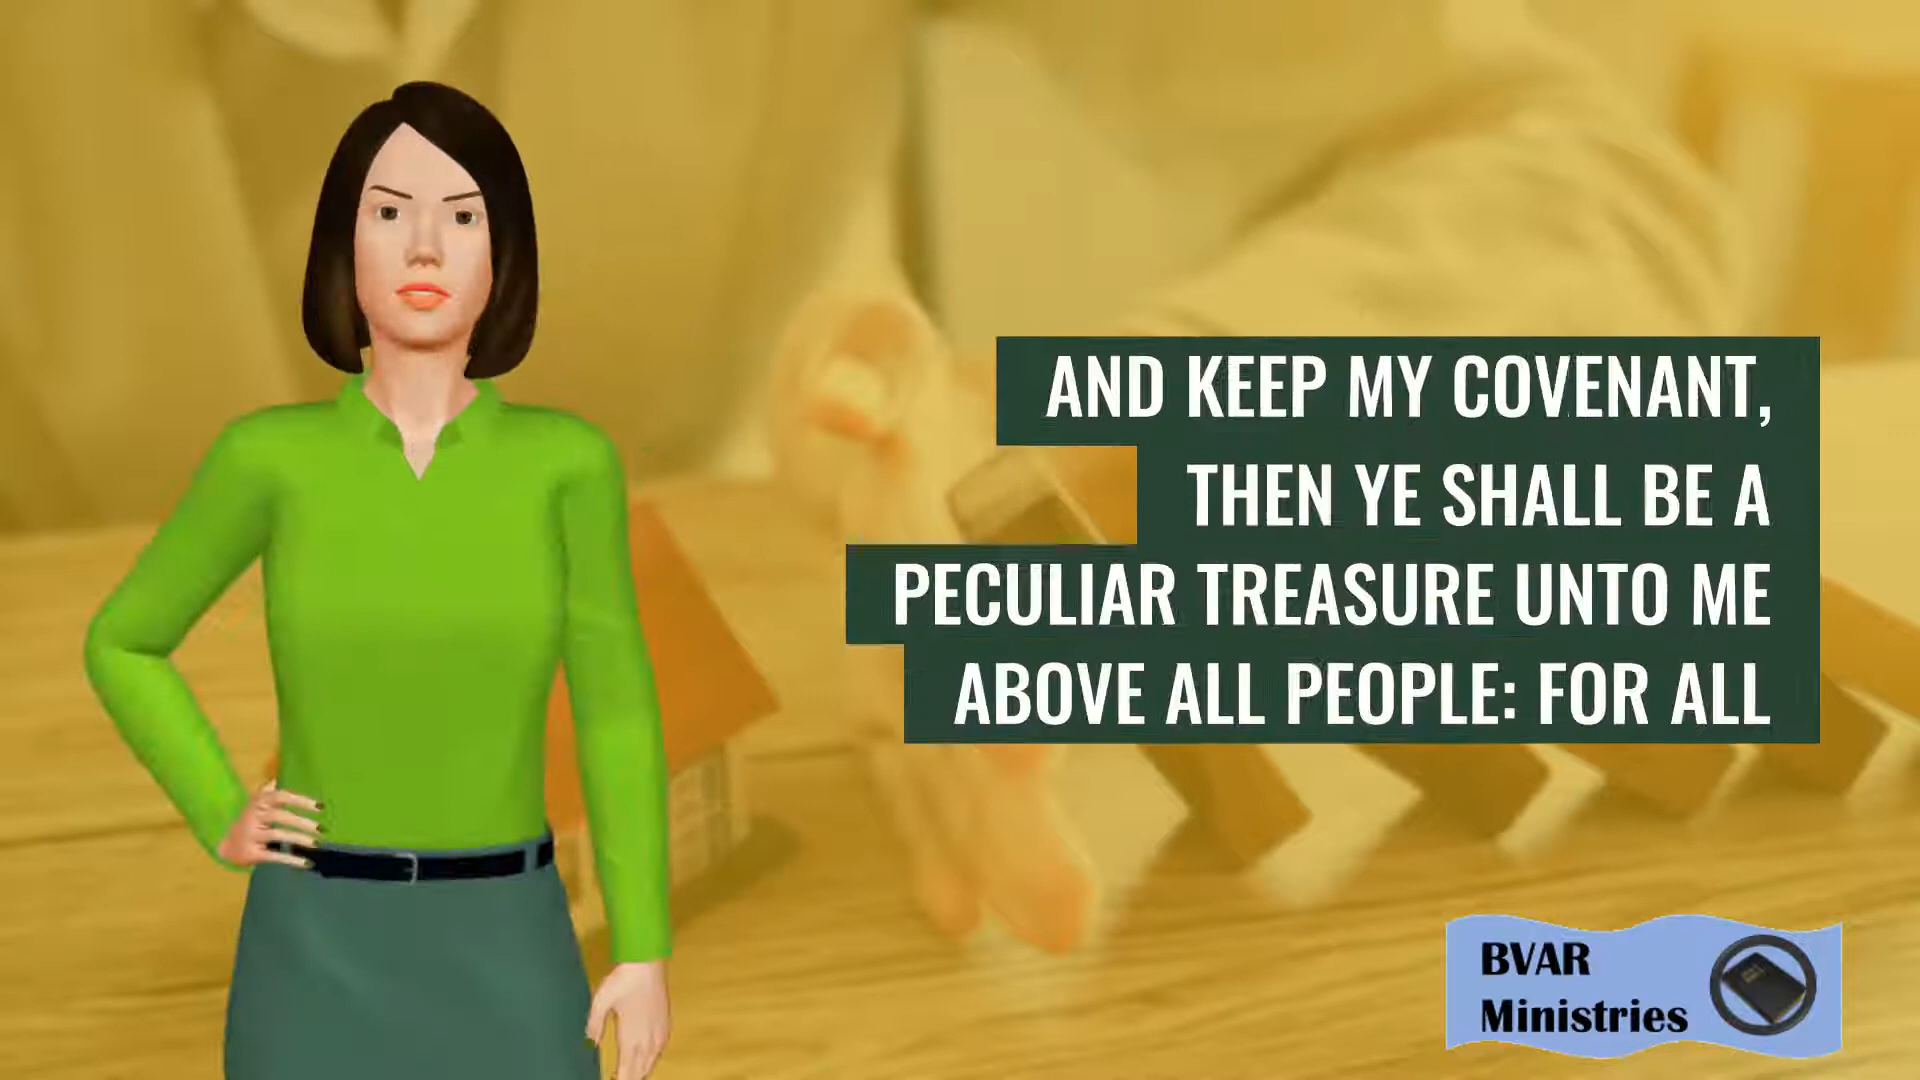 AND KEEP MY COVENANT,
THEN YE SHALL BE A
PECULIAR TREASURE UNTO ME
ABOVE ALL PEOPLE: FOR ALL
BVAR
Ministries